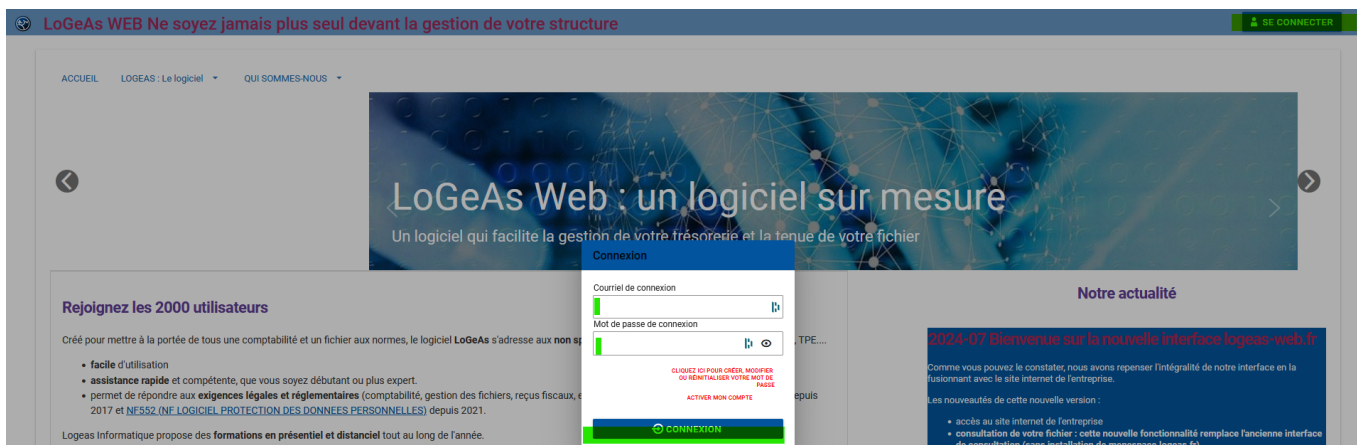 LoGeAs WEB Ne soyez jamais plus seul devant la gestion de votre structure
SE CONNECTER
ACCUEIL LOGEAS : Le logiciel QUI SOMMES-NOUS
LoGeAs Web : un logiciel sur mesure
Un logiciel qui facilite la gestion de votre trésorerie et la tenue de votre fichier
Connexion
Courriel de connexion
Mot de passe de connexion
CLIQUEZ ICI POUR CRÉER, MODIFIER
OU RÉINITIALISER VOTRE MOT DE
PASSE
ACTIVER MON COMPTE
CONNEXION
Rejoignez les 2000 utilisateurs
Créé pour mettre à la portée de tous une comptabilité et un fichier aux normes, le logiciel LoGeAs s'adresse aux non , TPE....
• facile d'utilisation
• assistance rapide et compétente, que vous soyez débutant ou plus expert.
• permet de répondre aux exigences légales et réglementaires (comptabilité, gestion des fichiers, reçus fiscaux, epuis
2017 et NF552 (NF LOGICIEL PROTECTION DES DONNEES PERSONNELLES) depuis 2021.
Logeas Informatique propose des formations en présentiel et distanciel tout au long de l'année.
Notre actualité
2024-07 Bienvenue sur la nouvelle interface logeas-web.fr
Comme vous pouvez le constater, nous avons repenser l'intégralité de notre interface en la
fusionnant avec le site internet de l'entreprise.
Les nouveautés de cette nouvelle version :
• accès au site internet de l'entreprise
• consultation de votre fichier : cette nouvelle fonctionnalité remplace l'ancienne interface
de consultation (sans installation de monespace.logeas.fr)